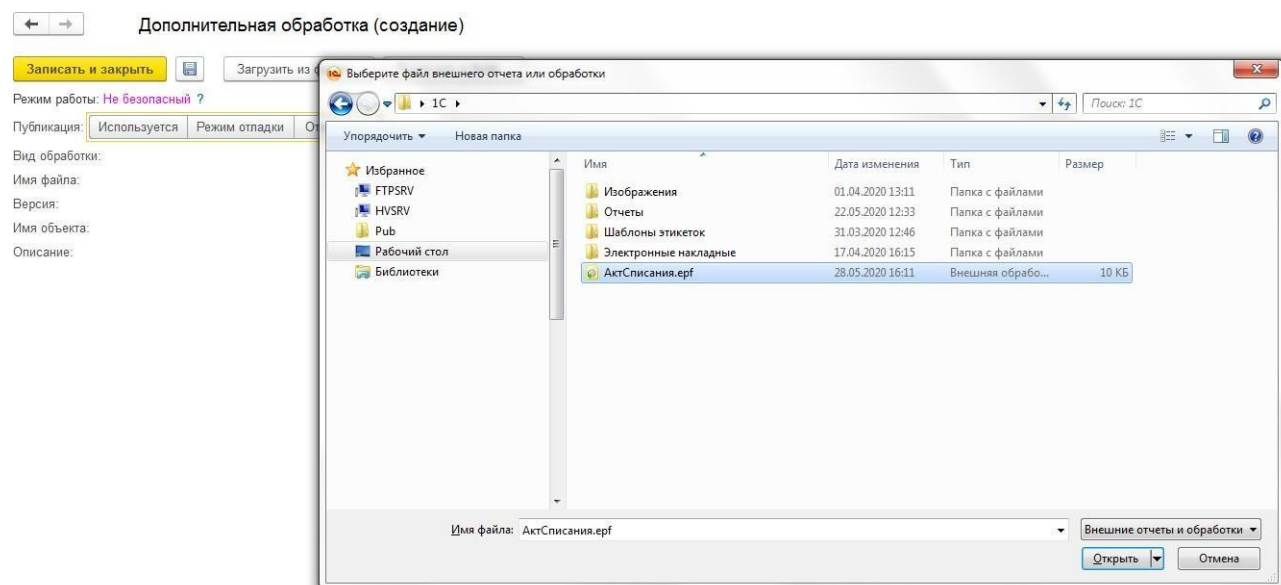 Дополнительная обработка (создание)
Записать и закрыть
Загрузить из
Режим работы: Не безопасный ?
Публикация: Используется Режим отладки От
Вид обработки:
Имя файла:
Версия:
Имя объекта:
Описание:
1С Выберите файл внешнего отчета или обработки
1C
Поиск: 1C
Упорядочить Новая папка
Избранное
FTPSRV
HVSRV
Pub
Рабочий стол
Библиотеки
Имя Дата изменения Тип Размер
Изображения 01.04.2020 13:11 Папка с файлами
Отчеты 22.05.2020 12:33 Папка с файлами
Шаблоны этикеток 31.03.2020 12:46 Папка с файлами
Электронные накладные 17.04.2020 16:15 Папка с файлами
АктСписания.epf 28.05.2020 16:11 Внешняя обрабо... 10 КБ
Имя файла: АктСписания.epf
Внешние отчеты и обработки
Открыть Отмена